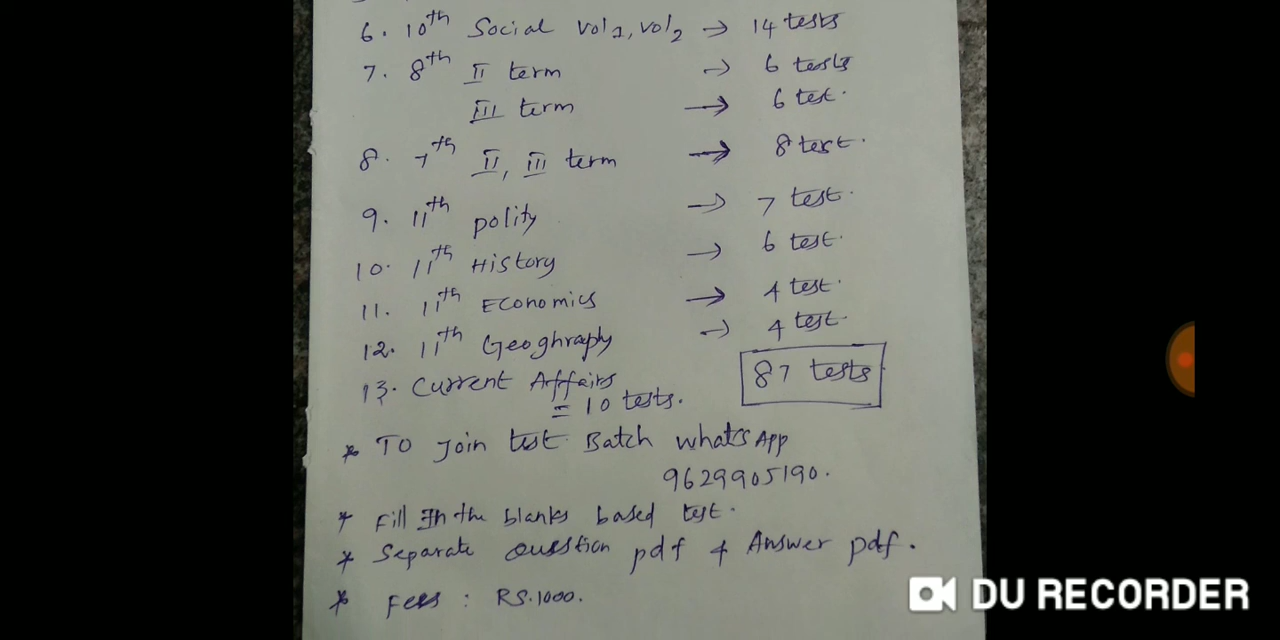 6. 10th Social Vol1, Vol2 → 14 tests
7. 8th II term → 6 tests
III term → 6 test.
8. 7th II, III term → 8 test.
9. 11th polity → 7 test.
10. 11th History → 6 test.
11. 11th Economics → 4 test.
12. 11th Geoghraphy → 4 test.
13. Current Affairs
= 10 tests.
87 tests
* To Join test Batch whatsApp
9629905190.
* Fill In the blanks based test.
* Separate Question pdf & Answer pdf.
* Fees : RS.1000.
DU RECORDER